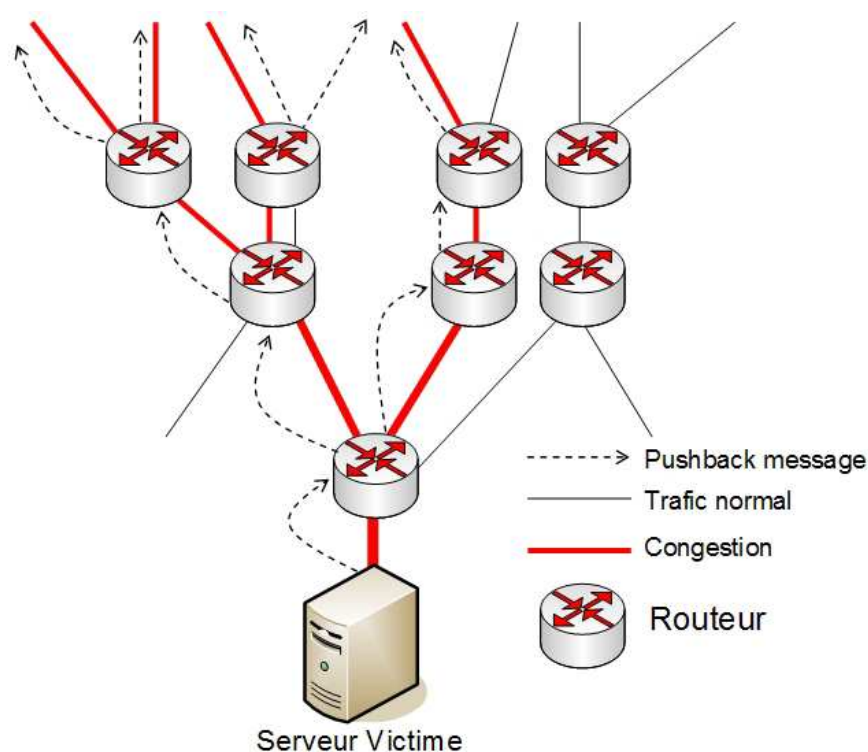 Pushback message
Trafic normal
Congestion
Routeur
Serveur Victime